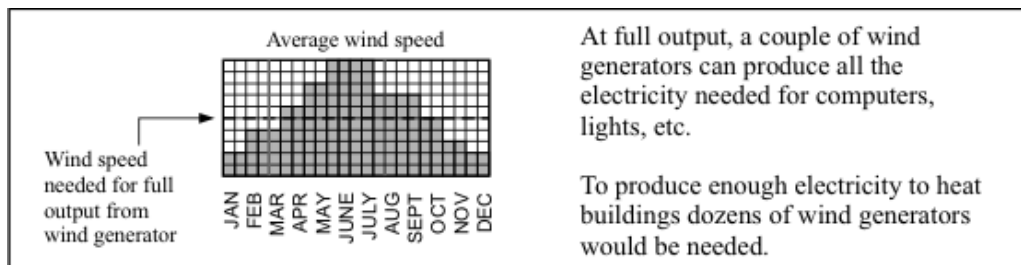 Average wind speed
Wind speed
needed for full
output from
wind generator
JAN
FEB
MAR
APR
MAY
JUNE
JULY
AUG
SEPT
OCT
NOV
DEC
At full output, a couple of wind
generators can produce all the
electricity needed for computers,
lights, etc.
To produce enough electricity to heat
buildings dozens of wind generators
would be needed.